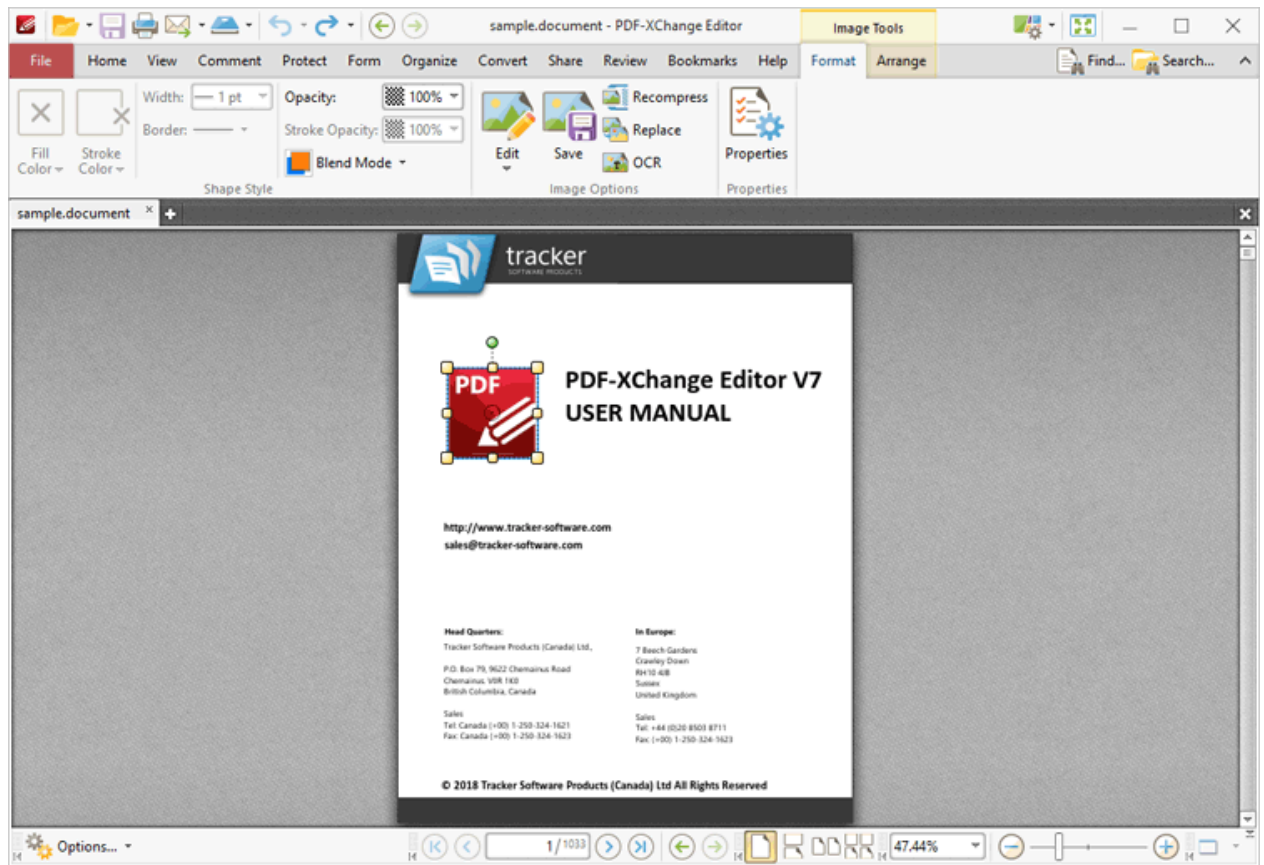 sample.document - PDF-XChange Editor
Image Tools
File Home View Comment Protect Form Organize Convert Share Review Bookmarks Help Format Arrange Find... Search...
Width: 1 pt Opacity: 100% Recompress
Border: Stroke Opacity: 100% Replace
Fill Color Stroke Color Blend Mode Edit Save OCR Properties
Shape Style Image Options Properties
sample.document
tracker
SOFTWARE PRODUCTS
PDF
PDF-XChange Editor V7
USER MANUAL
http://www.tracker-software.com
sales@tracker-software.com
Head Quarters:
Tracker Software Products (Canada) Ltd.,
P.O. Box 79, 9622 Chemainus Road
Chemainus, V0R 1K0
British Columbia, Canada
Sales
Tel: Canada (+00) 1-250-324-1621
Fax: Canada (+00) 1-250-324-1623
In Europe:
7 Beech Gardens
Crawley Down
RH10 4JB
Sussex
United Kingdom
Sales
Tel: +44 (0)20 8503 8711
Fax: (+00) 1-250-324-1623
© 2018 Tracker Software Products (Canada) Ltd All Rights Reserved
Options... 1/1033 47.44%